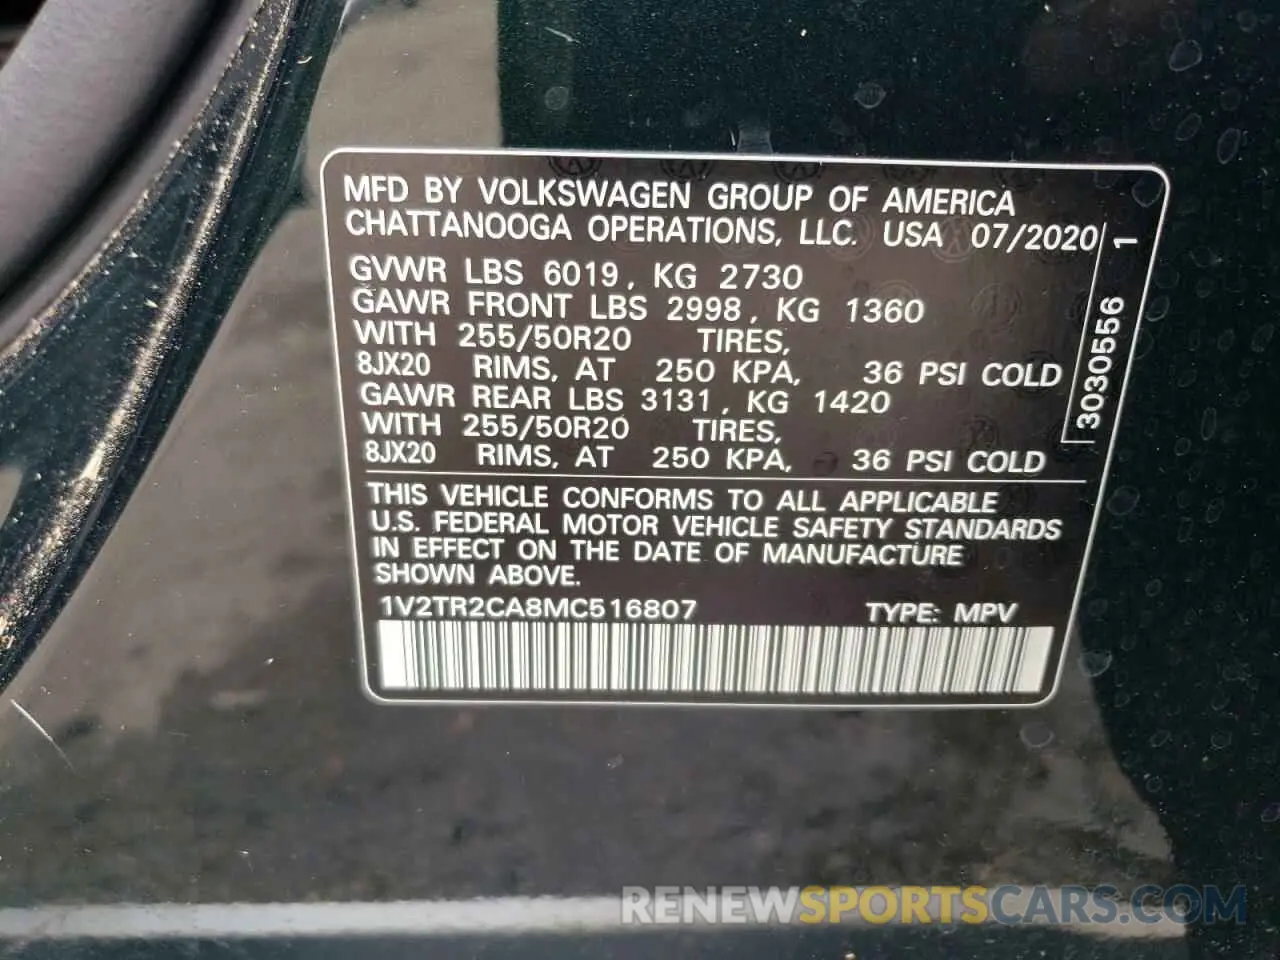 MFD BY VOLKSWAGEN GROUP OF AMERICA
CHATTANOOGA OPERATIONS, LLC. USA 07/2020
GVWR LBS 6019, KG 2730
GAWR FRONT LBS 2998, KG 1360
WITH 255/50R20 TIRES,
8JX20 RIMS, AT 250 KPA, 36 PSI COLD
GAWR REAR LBS 3131, KG 1420
WITH 255/50R20 TIRES,
8JX20 RIMS, AT 250 KPA, 36 PSI COLD
3030556 1
THIS VEHICLE CONFORMS TO ALL APPLICABLE
U.S. FEDERAL MOTOR VEHICLE SAFETY STANDARDS
IN EFFECT ON THE DATE OF MANUFACTURE
SHOWN ABOVE.
1V2TR2CA8MC516807 TYPE: MPV
RENEWSPORTSCARS.COM